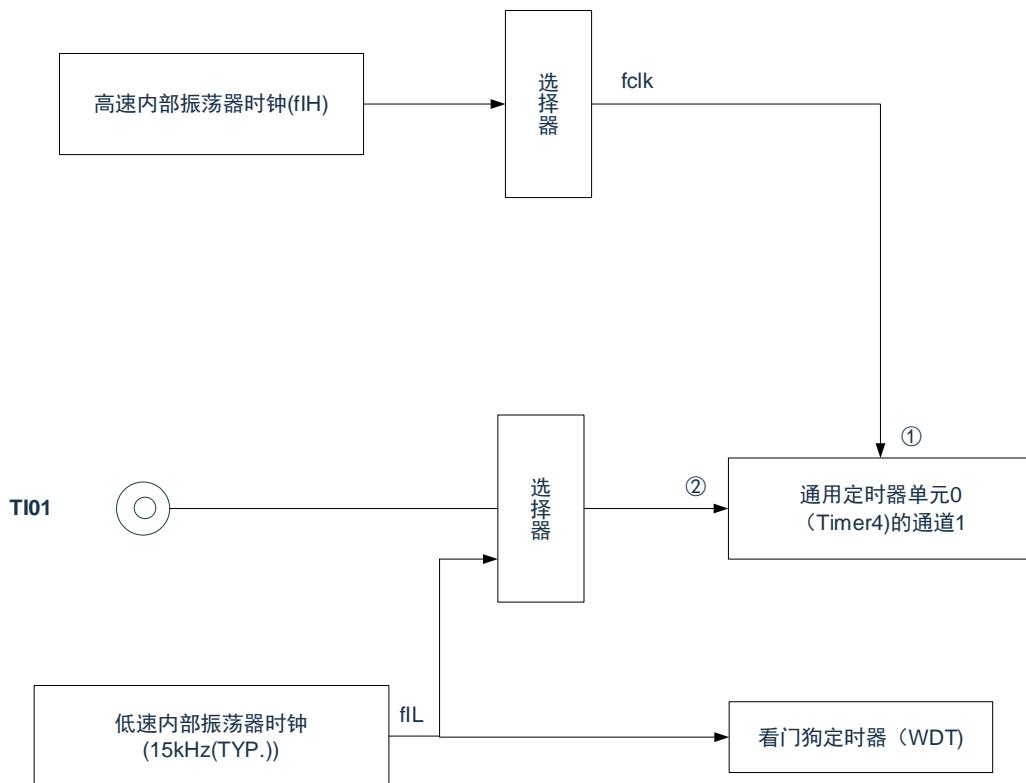 高速内部振荡器时钟(fIH)
选择器
fclk
①
TI01
选择器
②
通用定时器单元0
（Timer4)的通道1
低速内部振荡器时钟
(15kHz(TYP.))
fIL
看门狗定时器（WDT)